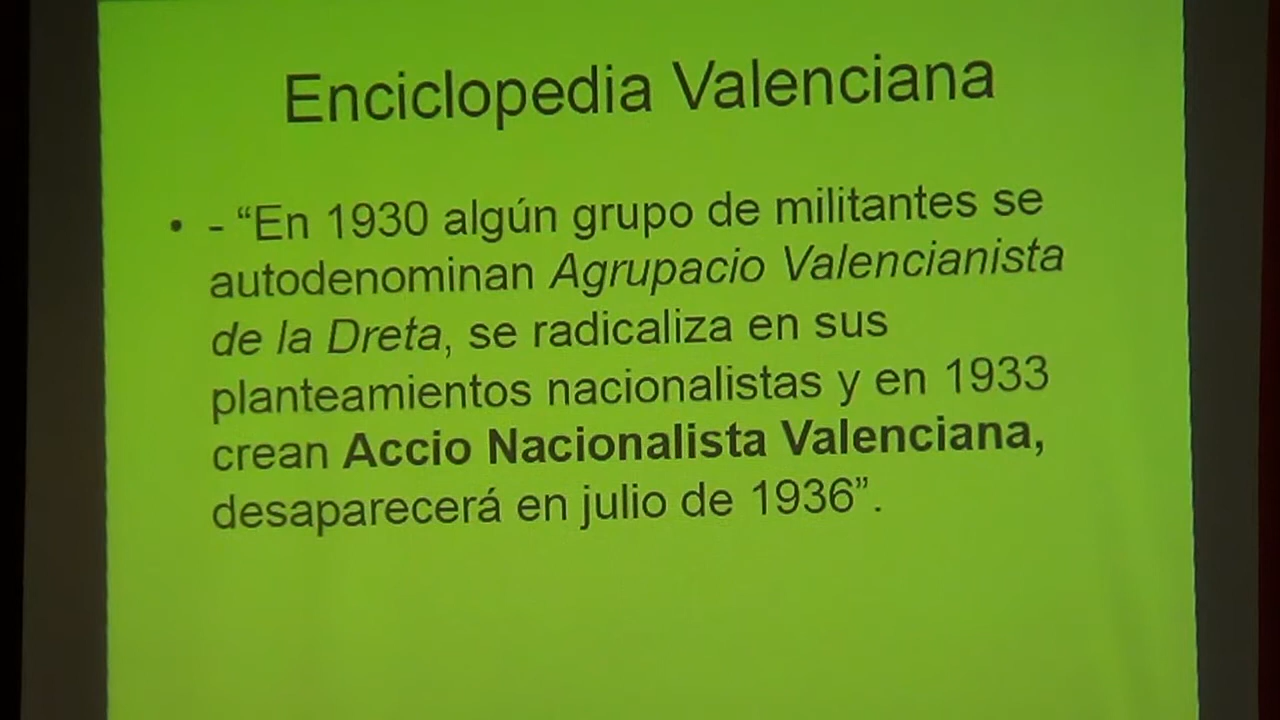 Enciclopedia Valenciana
• - “En 1930 algún grupo de militantes se
autodenominan Agrupacio Valencianista
de la Dreta, se radicaliza en sus
planteamientos nacionalistas y en 1933
crean Accio Nacionalista Valenciana,
desaparecerá en julio de 1936”.